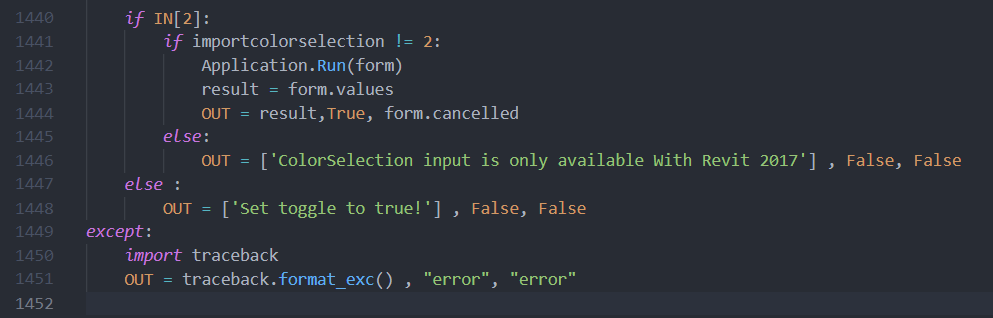 1440 if IN[2]:
1441 if importcolorselection != 2:
1442 Application.Run(form)
1443 result = form.values
1444 OUT = result,True, form.cancelled
1445 else:
1446 OUT = ['ColorSelection input is only available With Revit 2017'] , False, False
1447 else :
1448 OUT = ['Set toggle to true!'] , False, False
1449 except:
1450 import traceback
1451 OUT = traceback.format_exc() , "error", "error"
1452